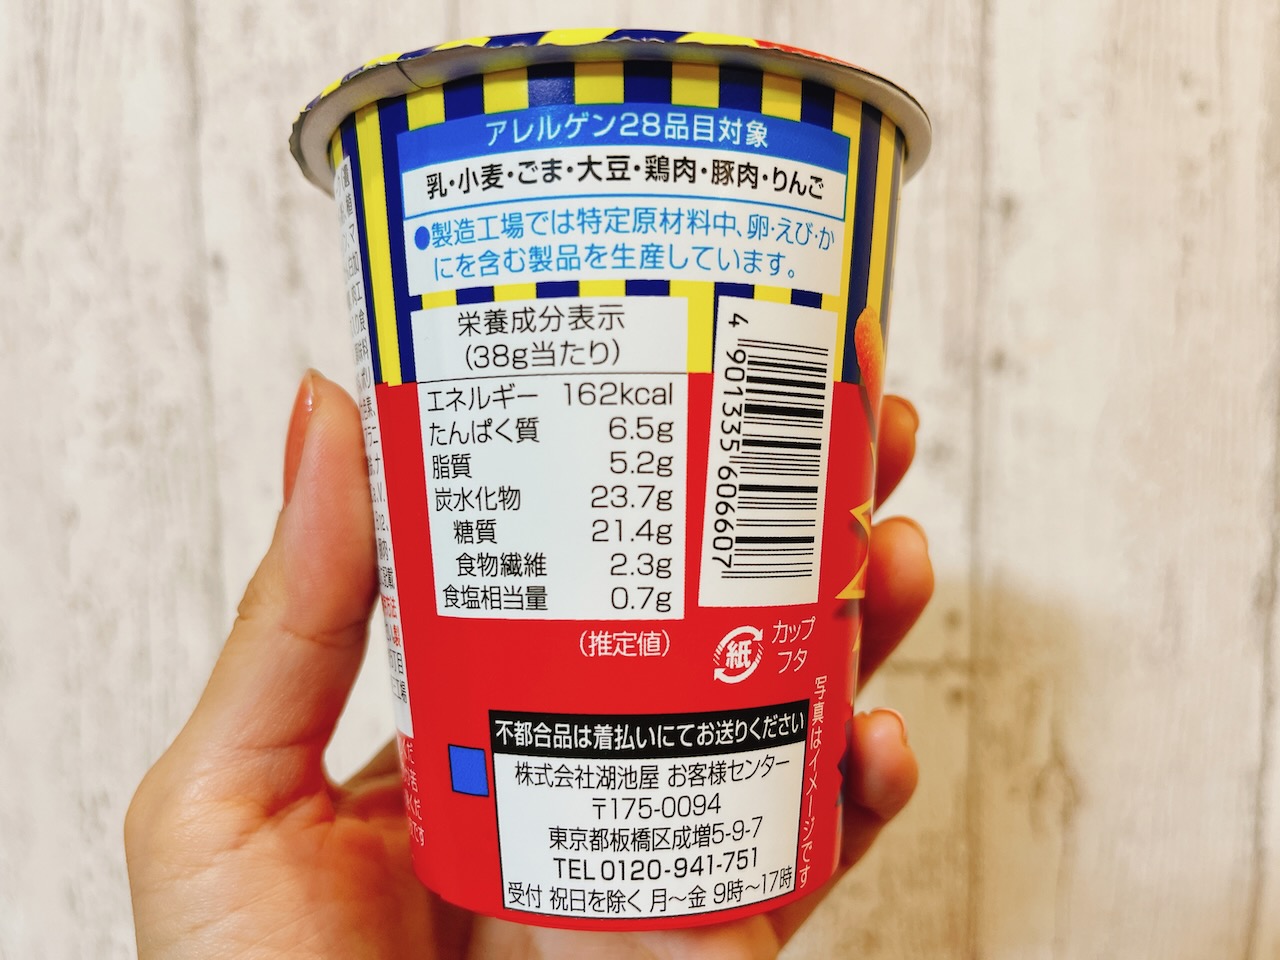 アレルゲン28品目対象
乳・小麦・ごま・大豆・鶏肉・豚肉・りんご
●製造工場では特定原材料中、卵・えび・か
にを含む製品を生産しています。
栄養成分表示
(38g当たり)
エネルギー 162kcal
たんぱく質 6.5g
脂質 5.2g
炭水化物 23.7g
糖質 21.4g
食物繊維 2.3g
食塩相当量 0.7g
(推定値)
4 901335 606607
紙
カップ
フタ
写真はイメージです
不都合品は着払いにてお送りください
株式会社湖池屋 お客様センター
〒175-0094
東京都板橋区成増5-9-7
TEL 0120-941-751
受付 祝日を除く 月〜金 9時〜17時